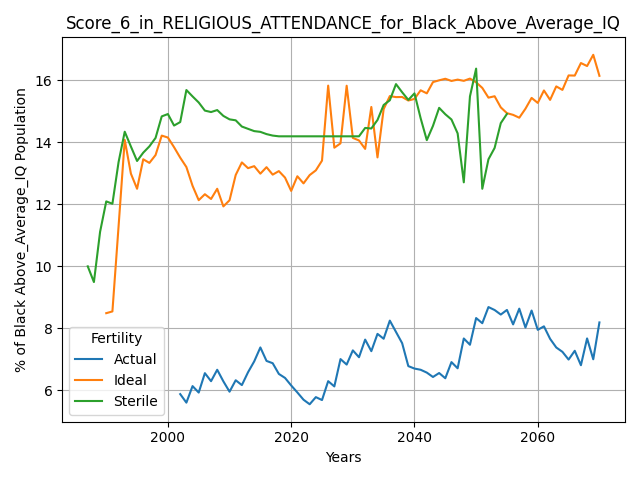 Score_6_in_RELIGIOUS_ATTENDANCE_for_Black_Above_Average_IQ
% of Black Above_Average_IQ Population
16
14
12
10
8
6
Fertility
Actual
Ideal
Sterile
2000
2020
2040
2060
Years